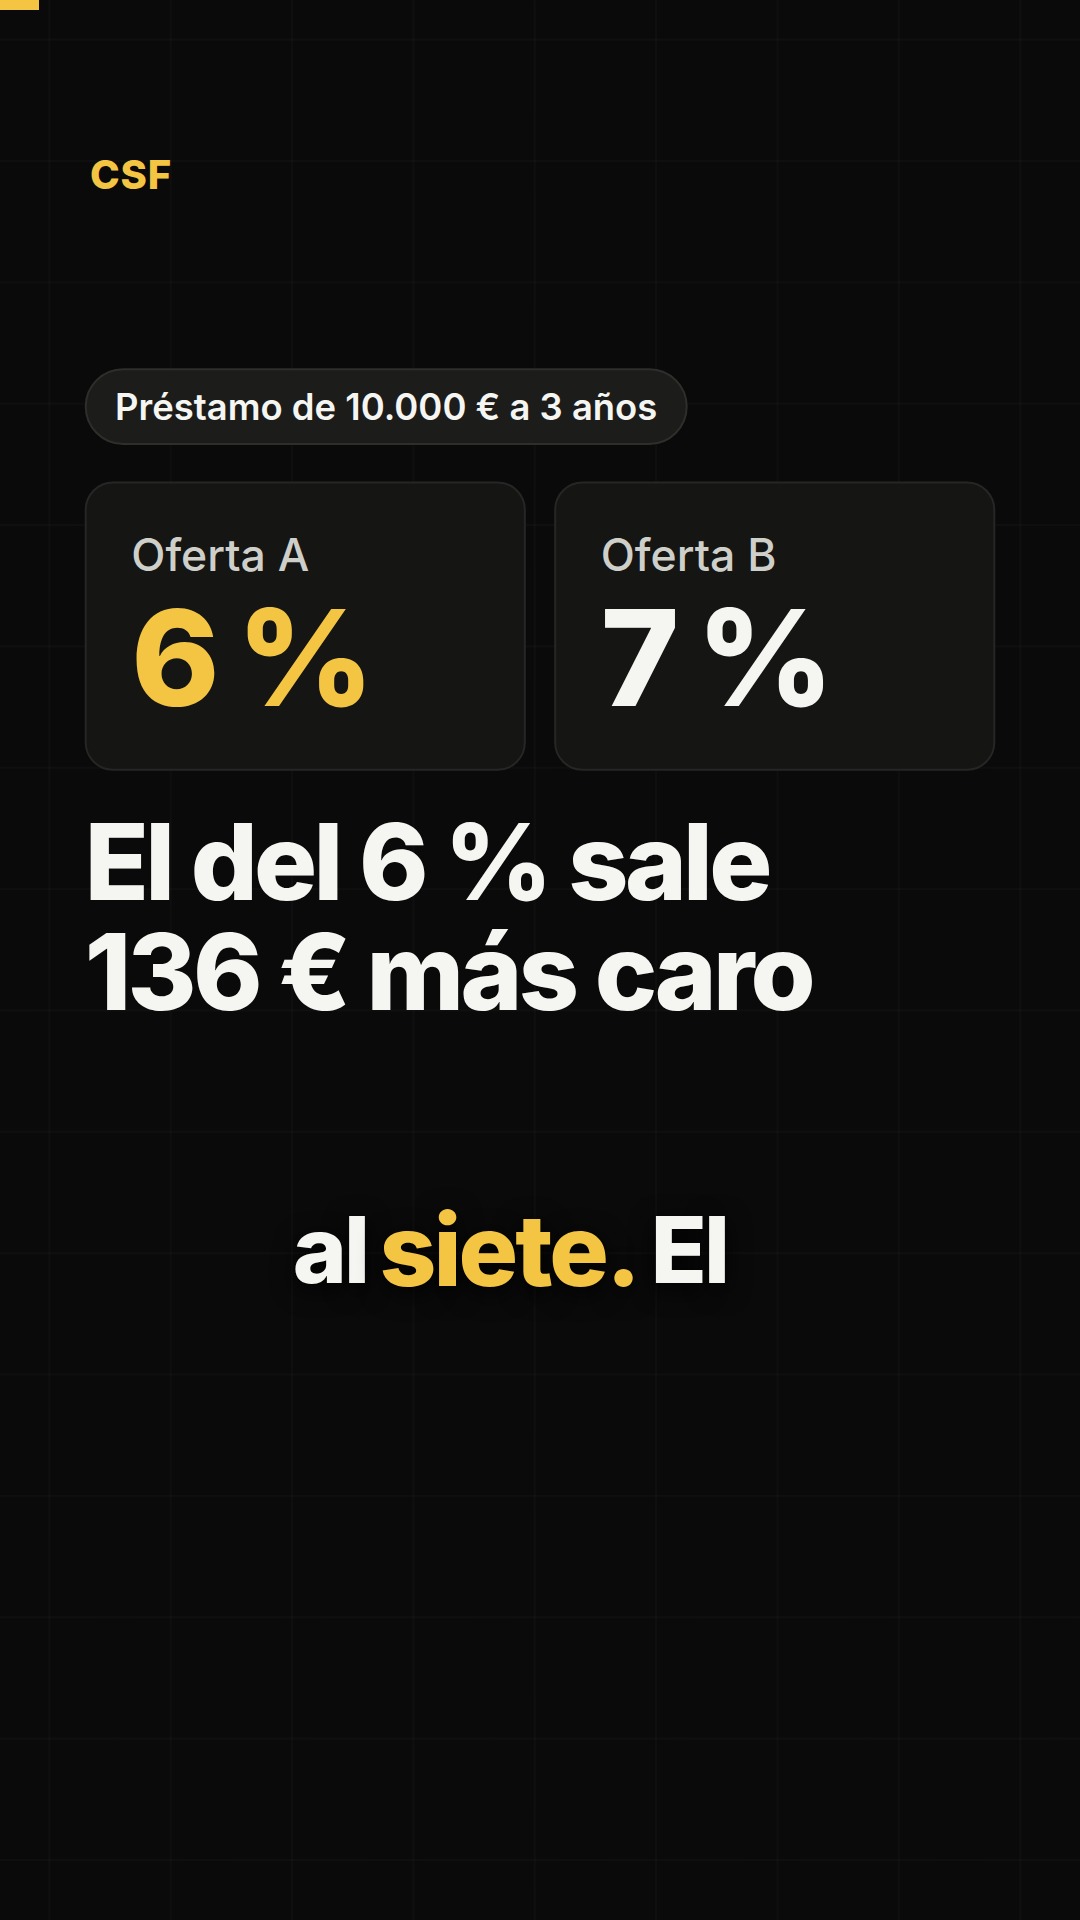 CSF
Préstamo de 10.000 € a 3 años
Oferta A
6 %
Oferta B
7 %
El del 6 % sale
136 € más caro
al siete. El